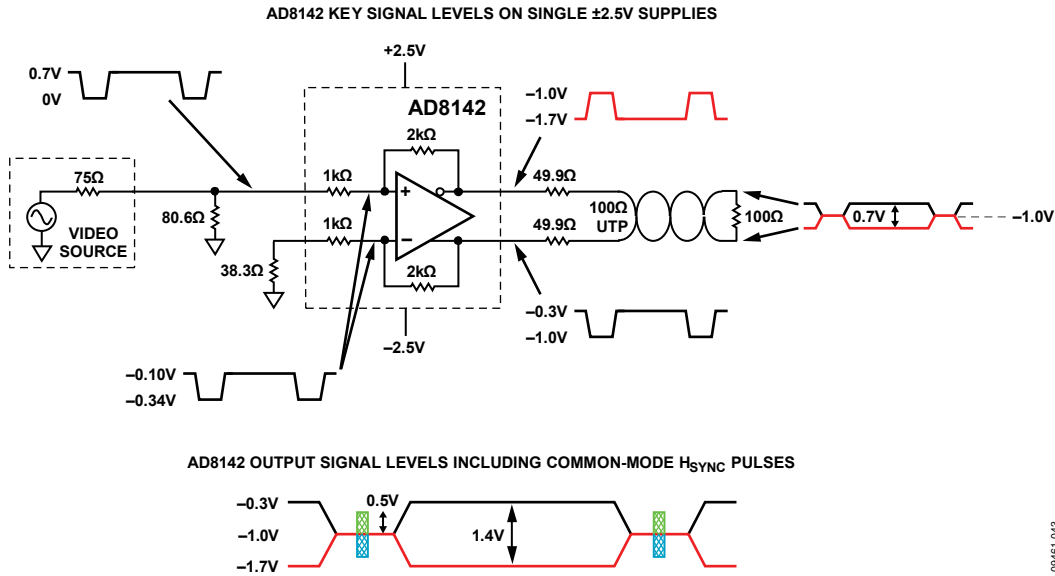 AD8142 KEY SIGNAL LEVELS ON SINGLE ±2.5V SUPPLIES
+2.5V
0.7V
0V
AD8142
–1.0V
–1.7V
2kΩ
75Ω
1kΩ
49.9Ω
80.6Ω
VIDEO
SOURCE
1kΩ
100Ω
UTP
100Ω
0.7V
–1.0V
49.9Ω
38.3Ω
2kΩ
–0.3V
–1.0V
–2.5V
–0.10V
–0.34V
AD8142 OUTPUT SIGNAL LEVELS INCLUDING COMMON-MODE HSYNC PULSES
–0.3V
0.5V
–1.0V
1.4V
–1.7V
09461-043